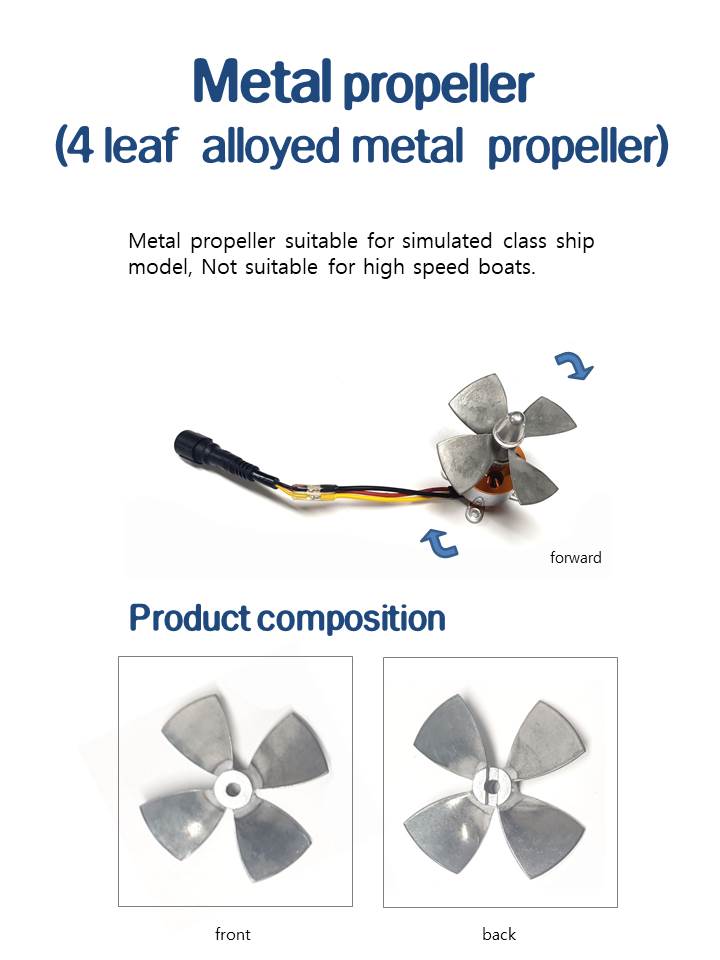 Metal propeller
(4 leaf alloyed metal propeller)
Metal propeller suitable for simulated class ship
model, Not suitable for high speed boats.
forward
Product composition
front
back